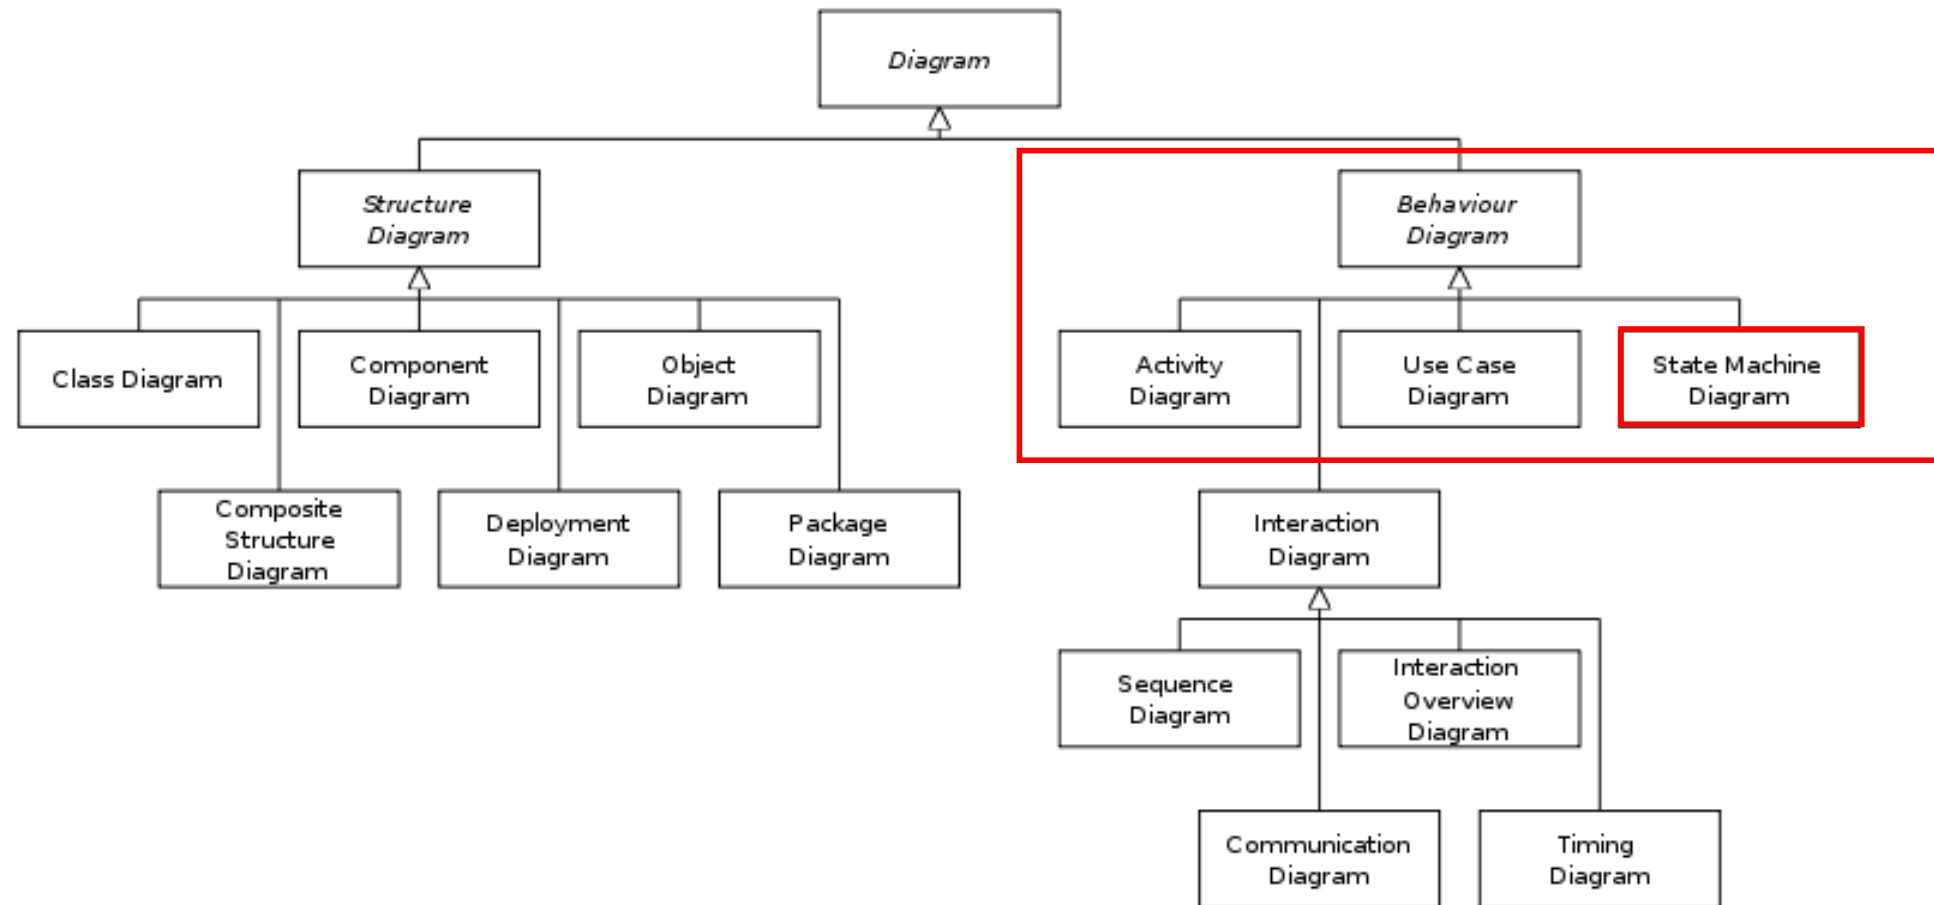 Diagram
Structure
Diagram
Behaviour
Diagram
Class Diagram
Component
Diagram
Object
Diagram
Activity
Diagram
Use Case
Diagram
State Machine
Diagram
Composite
Structure
Diagram
Deployment
Diagram
Package
Diagram
Interaction
Diagram
Sequence
Diagram
Interaction
Overview
Diagram
Communication
Diagram
Timing
Diagram